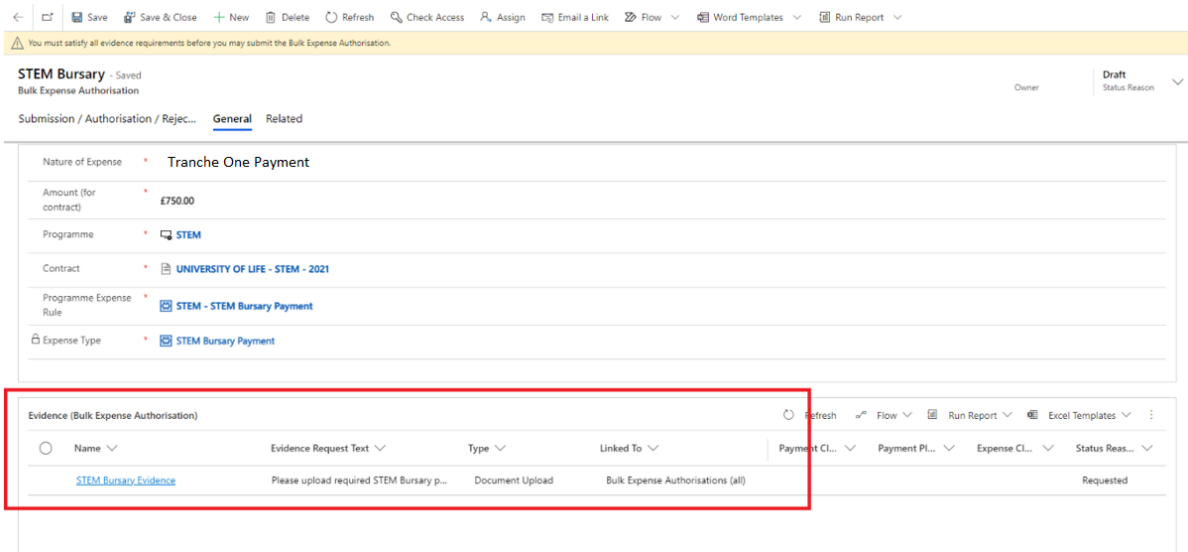 Save Save & Close New Delete Refresh Check Access Assign Email a Link Flow Word Templates Run Report
You must satisfy all evidence requirements before you may submit the Bulk Expense Authorisation.
STEM Bursary - Saved
Bulk Expense Authorisation
Owner
Draft
Status Reason
Submission / Authorisation / Rejec... General Related
Nature of Expense * Tranche One Payment
Amount (for contract) * £750.00
Programme * STEM
Contract * UNIVERSITY OF LIFE - STEM - 2021
Programme Expense Rule * STEM - STEM Bursary Payment
Expense Type * STEM Bursary Payment
Evidence (Bulk Expense Authorisation) Refresh Flow Run Report Excel Templates
Name Evidence Request Text Type Linked To Payment Cl... Payment Pl... Expense Cl... Status Reas...
STEM Bursary Evidence Please upload required STEM Bursary p... Document Upload Bulk Expense Authorisations (all) Requested